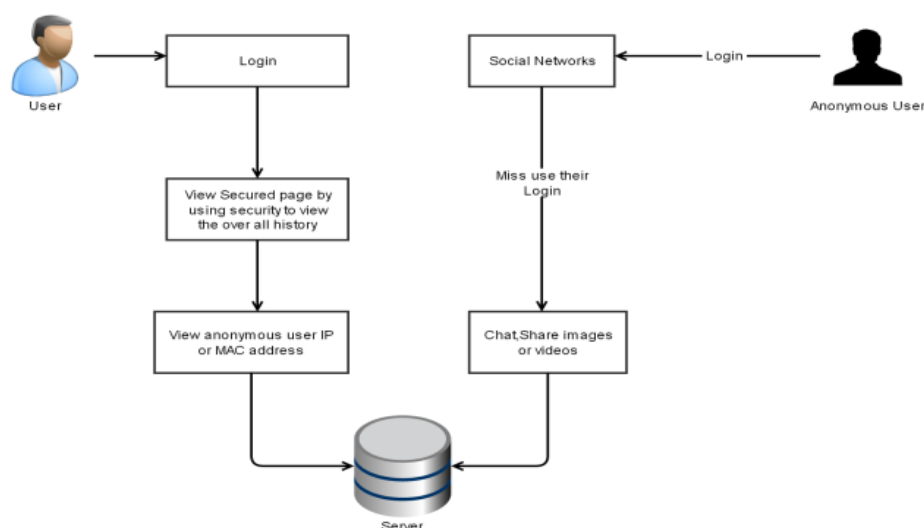 User
Login
View Secured page by
using security to view
the over all history
View anonymous user IP
or MAC address
Social Networks
Login
Anonymous User
Miss use their
Login
Chat,Share images
or videos
Server